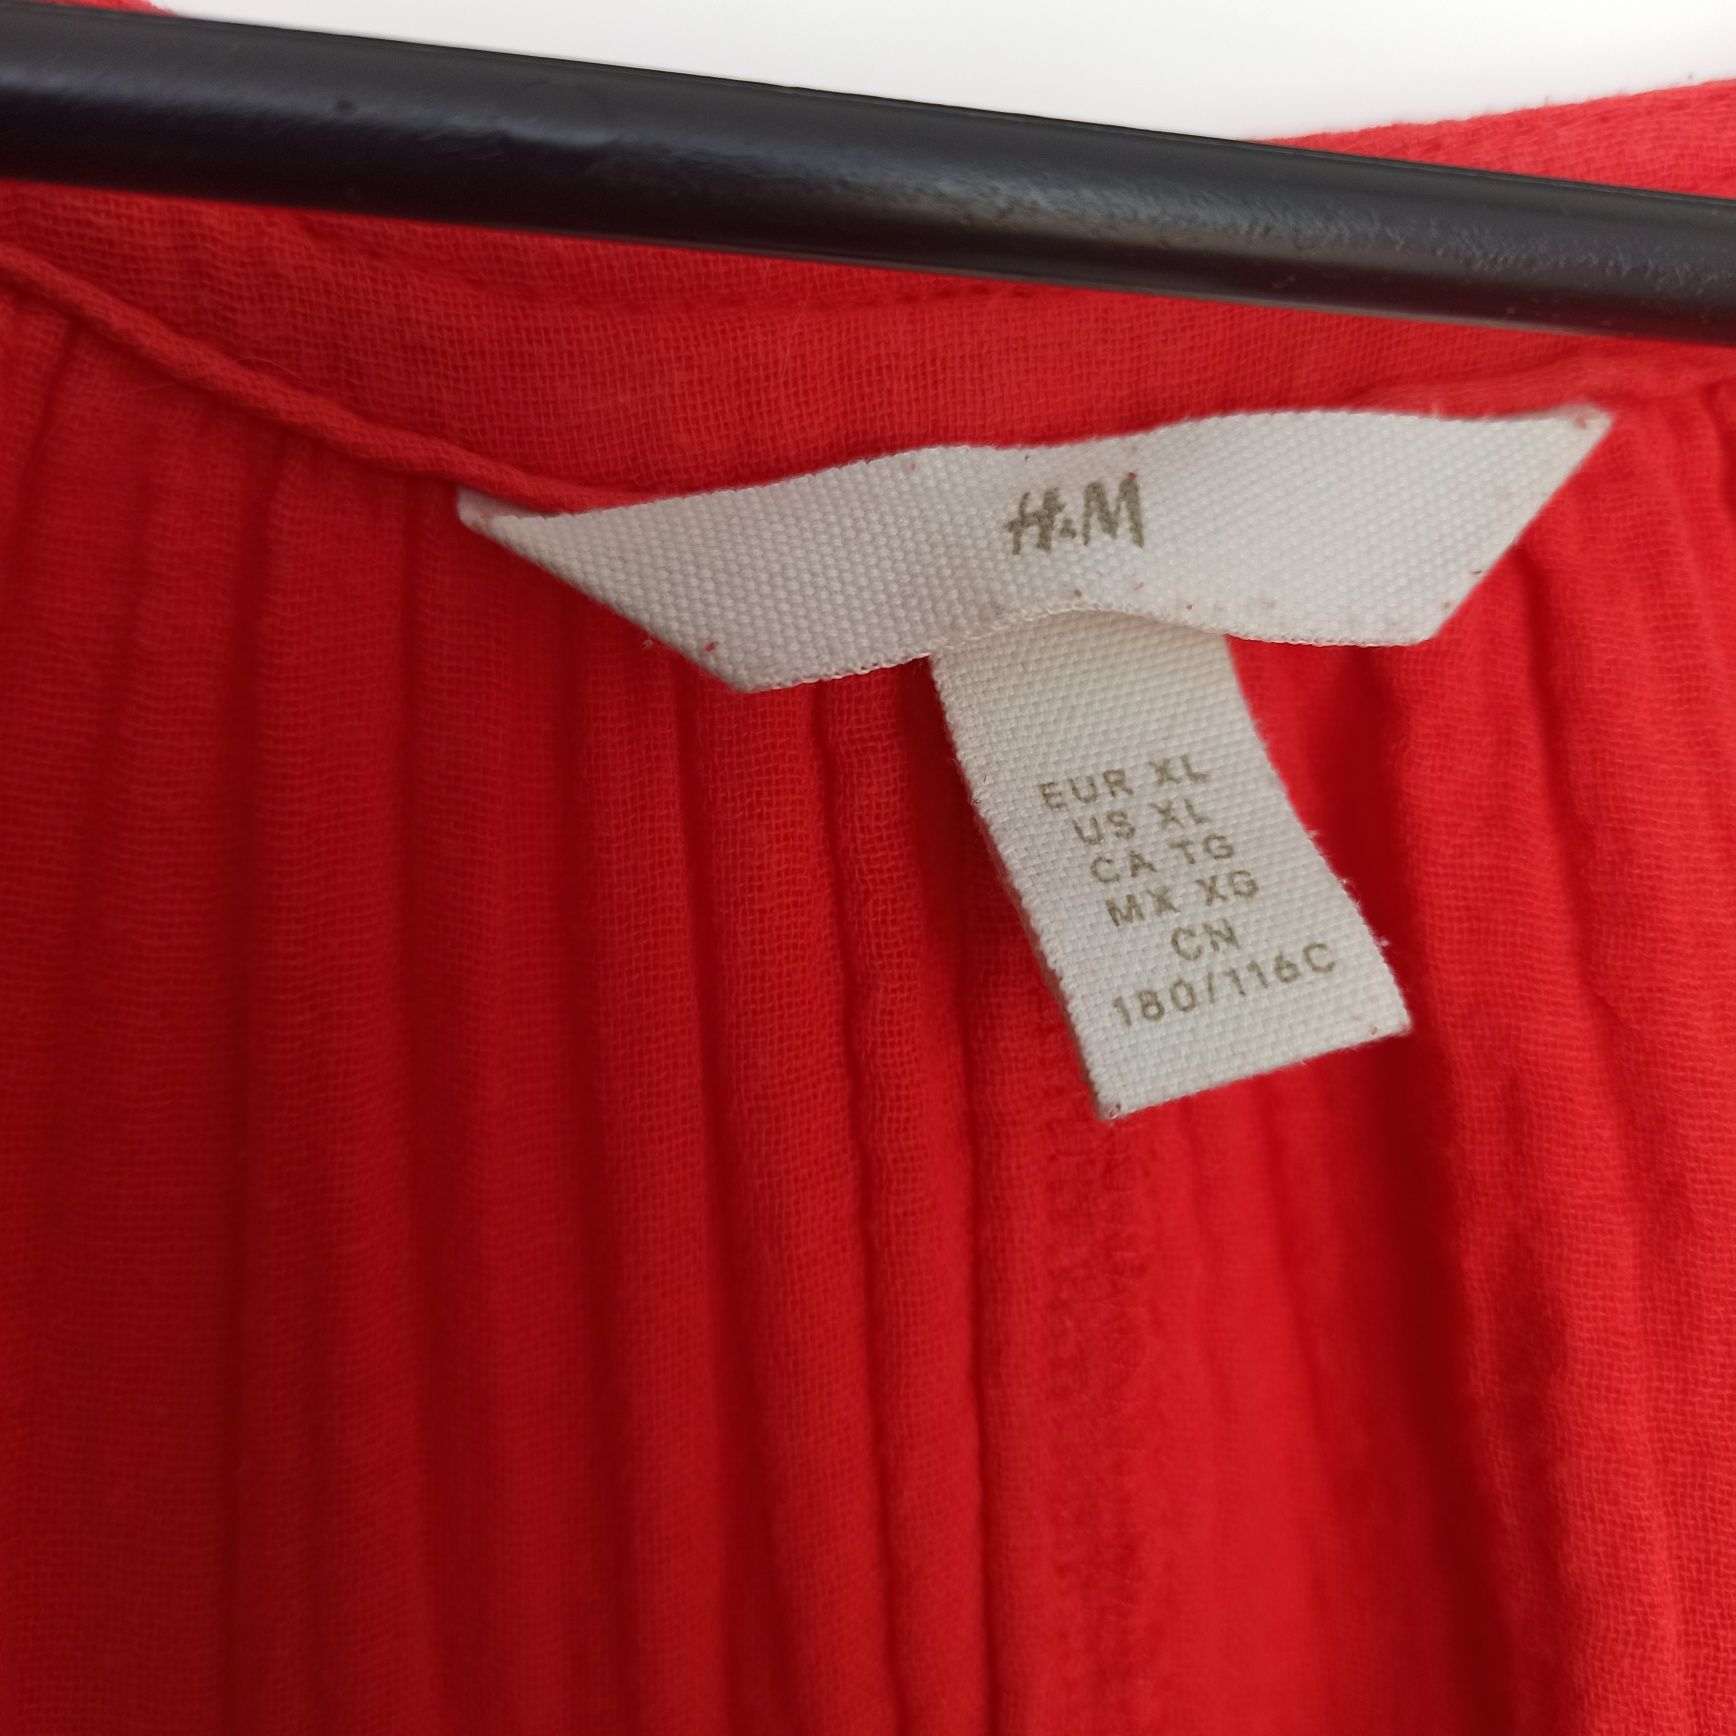 H&M
EUR XL
US XL
CA TG
MX XG
CN
180/116C